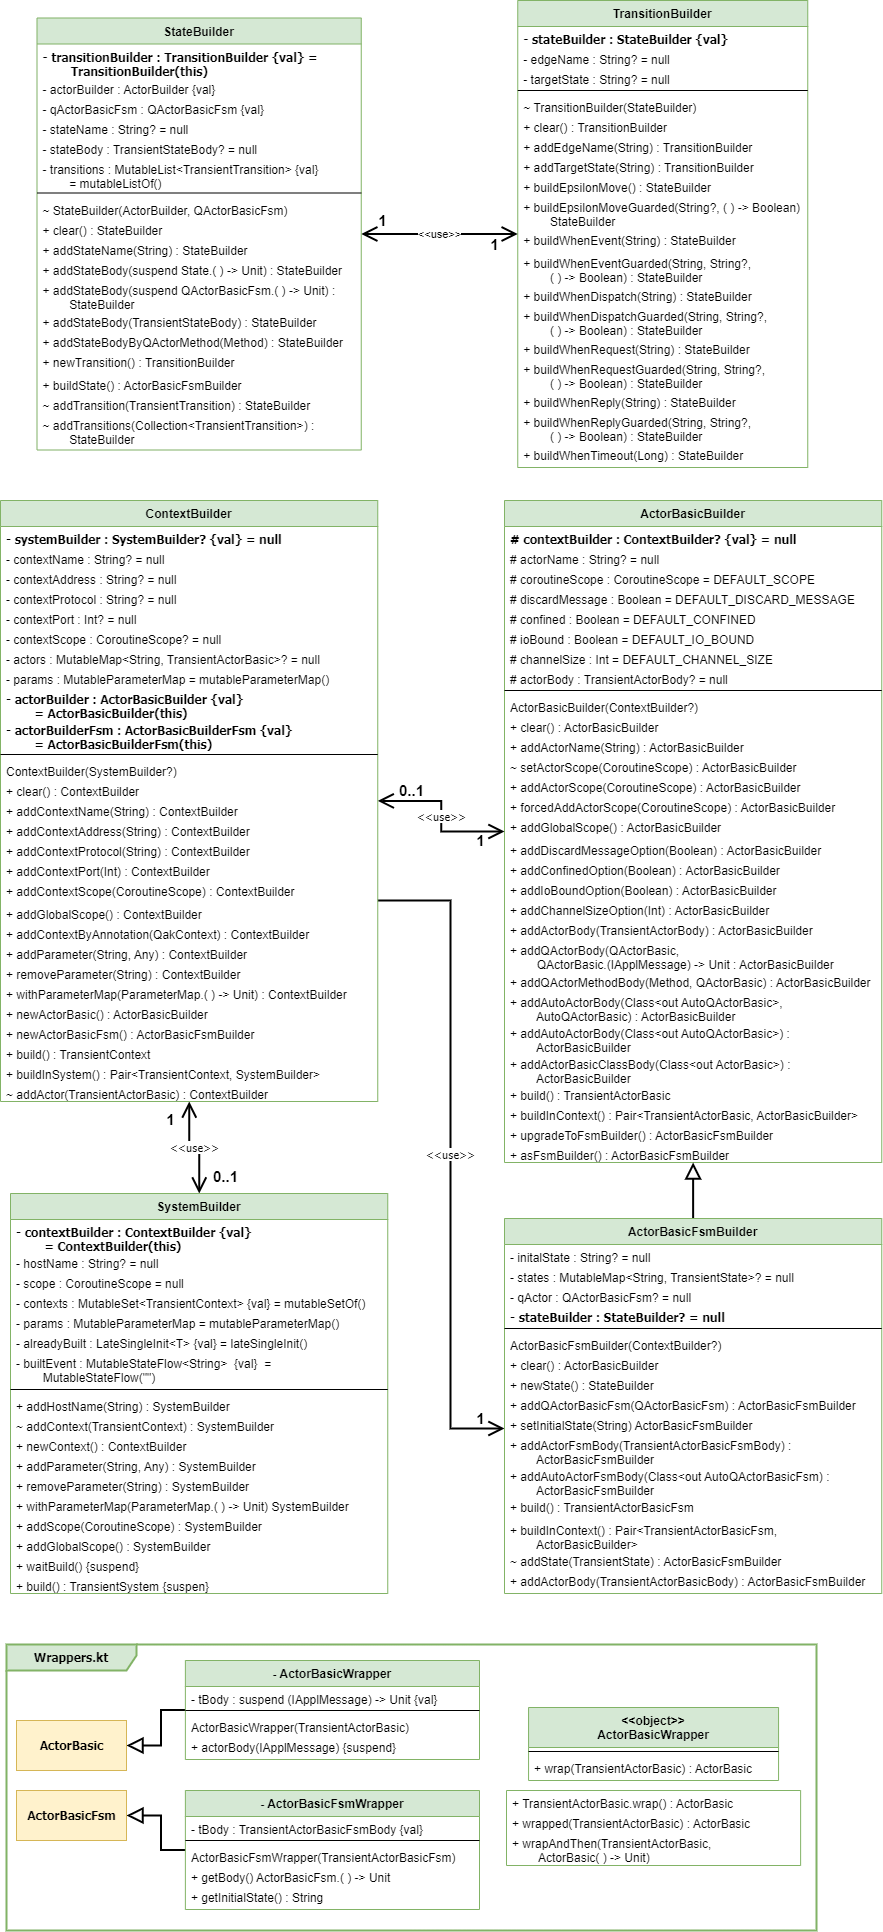 StateBuilder
- transitionBuilder : TransitionBuilder {val} =
TransitionBuilder(this)
- actorBuilder : ActorBuilder {val}
- qActorBasicFsm : QActorBasicFsm {val}
- stateName : String? = null
- stateBody : TransientStateBody? = null
- transitions : MutableList<TransientTransition> {val}
= mutableListOf()
~ StateBuilder(ActorBuilder, QActorBasicFsm)
+ clear() : StateBuilder
+ addStateName(String) : StateBuilder
+ addStateBody(suspend State.( ) -> Unit) : StateBuilder
+ addStateBody(suspend QActorBasicFsm.( ) -> Unit) :
StateBuilder
+ addStateBody(TransientStateBody) : StateBuilder
+ addStateBodyByQActorMethod(Method) : StateBuilder
+ newTransition() : TransitionBuilder
+ buildState() : ActorBasicFsmBuilder
~ addTransition(TransientTransition) : StateBuilder
~ addTransitions(Collection<TransientTransition>) :
StateBuilder
1
<<use>>
1
TransitionBuilder
- stateBuilder : StateBuilder {val}
- edgeName : String? = null
- targetState : String? = null
~ TransitionBuilder(StateBuilder)
+ clear() : TransitionBuilder
+ addEdgeName(String) : TransitionBuilder
+ addTargetState(String) : TransitionBuilder
+ buildEpsilonMove() : StateBuilder
+ buildEpsilonMoveGuarded(String?, ( ) -> Boolean)
StateBuilder
+ buildWhenEvent(String) : StateBuilder
+ buildWhenEventGuarded(String, String?,
( ) -> Boolean) : StateBuilder
+ buildWhenDispatch(String) : StateBuilder
+ buildWhenDispatchGuarded(String, String?,
( ) -> Boolean) : StateBuilder
+ buildWhenRequest(String) : StateBuilder
+ buildWhenRequestGuarded(String, String?,
( ) -> Boolean) : StateBuilder
+ buildWhenReply(String) : StateBuilder
+ buildWhenReplyGuarded(String, String?,
( ) -> Boolean) : StateBuilder
+ buildWhenTimeout(Long) : StateBuilder
ContextBuilder
- systemBuilder : SystemBuilder? {val} = null
- contextName : String? = null
- contextAddress : String? = null
- contextProtocol : String? = null
- contextPort : Int? = null
- contextScope : CoroutineScope? = null
- actors : MutableMap<String, TransientActorBasic>? = null
- params : MutableParameterMap = mutableParameterMap()
- actorBuilder : ActorBasicBuilder {val}
= ActorBasicBuilder(this)
- actorBuilderFsm : ActorBasicBuilderFsm {val}
= ActorBasicBuilderFsm(this)
ContextBuilder(SystemBuilder?)
+ clear() : ContextBuilder
+ addContextName(String) : ContextBuilder
+ addContextAddress(String) : ContextBuilder
+ addContextProtocol(String) : ContextBuilder
+ addContextPort(Int) : ContextBuilder
+ addContextScope(CoroutineScope) : ContextBuilder
+ addGlobalScope() : ContextBuilder
+ addContextByAnnotation(QakContext) : ContextBuilder
+ addParameter(String, Any) : ContextBuilder
+ removeParameter(String) : ContextBuilder
+ withParameterMap(ParameterMap.( ) -> Unit) : ContextBuilder
+ newActorBasic() : ActorBasicBuilder
+ newActorBasicFsm() : ActorBasicFsmBuilder
+ build() : TransientContext
+ buildInSystem() : Pair<TransientContext, SystemBuilder>
~ addActor(TransientActorBasic) : ContextBuilder
0..1
<<use>>
1
ActorBasicBuilder
# contextBuilder : ContextBuilder? {val} = null
# actorName : String? = null
# coroutineScope : CoroutineScope = DEFAULT_SCOPE
# discardMessage : Boolean = DEFAULT_DISCARD_MESSAGE
# confined : Boolean = DEFAULT_CONFINED
# ioBound : Boolean = DEFAULT_IO_BOUND
# channelSize : Int = DEFAULT_CHANNEL_SIZE
# actorBody : TransientActorBody? = null
ActorBasicBuilder(ContextBuilder?)
+ clear() : ActorBasicBuilder
+ addActorName(String) : ActorBasicBuilder
~ setActorScope(CoroutineScope) : ActorBasicBuilder
+ addActorScope(CoroutineScope) : ActorBasicBuilder
+ forcedAddActorScope(CoroutineScope) : ActorBasicBuilder
+ addGlobalScope() : ActorBasicBuilder
+ addDiscardMessageOption(Boolean) : ActorBasicBuilder
+ addConfinedOption(Boolean) : ActorBasicBuilder
+ addIoBoundOption(Boolean) : ActorBasicBuilder
+ addChannelSizeOption(Int) : ActorBasicBuilder
+ addActorBody(TransientActorBody) : ActorBasicBuilder
+ addQActorBody(QActorBasic,
QActorBasic.(IApplMessage) -> Unit : ActorBasicBuilder
+ addQActorMethodBody(Method, QActorBasic) : ActorBasicBuilder
+ addAutoActorBody(Class<out AutoQActorBasic>,
AutoQActorBasic) : ActorBasicBuilder
+ addAutoActorBody(Class<out AutoQActorBasic>) :
ActorBasicBuilder
+ addActorBasicClassBody(Class<out ActorBasic>) :
ActorBasicBuilder
+ build() : TransientActorBasic
+ buildInContext() : Pair<TransientActorBasic, ActorBasicBuilder>
+ upgradeToFsmBuilder() : ActorBasicFsmBuilder
+ asFsmBuilder() : ActorBasicFsmBuilder
1
<<use>>
0..1
<<use>>
1
SystemBuilder
- contextBuilder : ContextBuilder {val}
= ContextBuilder(this)
- hostName : String? = null
- scope : CoroutineScope = null
- contexts : MutableSet<TransientContext> {val} = mutableSetOf()
- params : MutableParameterMap = mutableParameterMap()
- alreadyBuilt : LateSingleInit<T> {val} = lateSingleInit()
- builtEvent : MutableStateFlow<String>  {val}  =
MutableStateFlow("")
+ addHostName(String) : SystemBuilder
~ addContext(TransientContext) : SystemBuilder
+ newContext() : ContextBuilder
+ addParameter(String, Any) : SystemBuilder
+ removeParameter(String) : SystemBuilder
+ withParameterMap(ParameterMap.( ) -> Unit) SystemBuilder
+ addScope(CoroutineScope) : SystemBuilder
+ addGlobalScope() : SystemBuilder
+ waitBuild() {suspend}
+ build() : TransientSystem {suspen}
ActorBasicFsmBuilder
- initalState : String? = null
- states : MutableMap<String, TransientState>? = null
- qActor : QActorBasicFsm? = null
- stateBuilder : StateBuilder? = null
ActorBasicFsmBuilder(ContextBuilder?)
+ clear() : ActorBasicBuilder
+ newState() : StateBuilder
+ addQActorBasicFsm(QActorBasicFsm) : ActorBasicFsmBuilder
+ setInitialState(String) ActorBasicFsmBuilder
+ addActorFsmBody(TransientActorBasicFsmBody) :
ActorBasicFsmBuilder
+ addAutoActorFsmBody(Class<out AutoQActorBasicFsm) :
ActorBasicFsmBuilder
+ build() : TransientActorBasicFsm
+ buildInContext() : Pair<TransientActorBasicFsm,
ActorBasicBuilder>
~ addState(TransientState) : ActorBasicFsmBuilder
+ addActorBody(TransientActorBasicBody) : ActorBasicFsmBuilder
Wrappers.kt
ActorBasic
- ActorBasicWrapper
- tBody : suspend (IApplMessage) -> Unit {val}
ActorBasicWrapper(TransientActorBasic)
+ actorBody(IApplMessage) {suspend}
ActorBasicFsm
- ActorBasicFsmWrapper
- tBody : TransientActorBasicFsmBody {val}
ActorBasicFsmWrapper(TransientActorBasicFsm)
+ getBody() ActorBasicFsm.( ) -> Unit
+ getInitialState() : String
<<object>>
ActorBasicWrapper
+ wrap(TransientActorBasic) : ActorBasic
+ TransientActorBasic.wrap() : ActorBasic
+ wrapped(TransientActorBasic) : ActorBasic
+ wrapAndThen(TransientActorBasic,
ActorBasic( ) -> Unit)